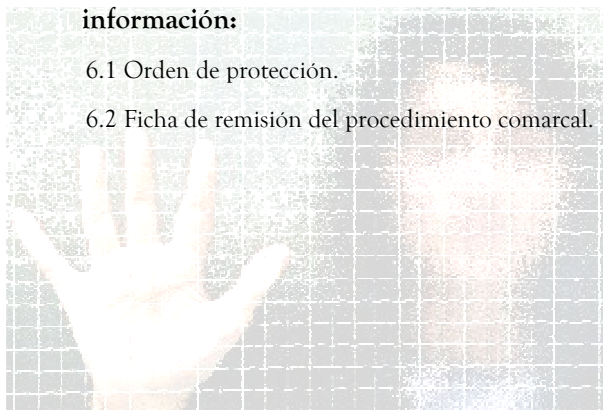 información:
6.1 Orden de protección.
6.2 Ficha de remisión del procedimiento comarcal.